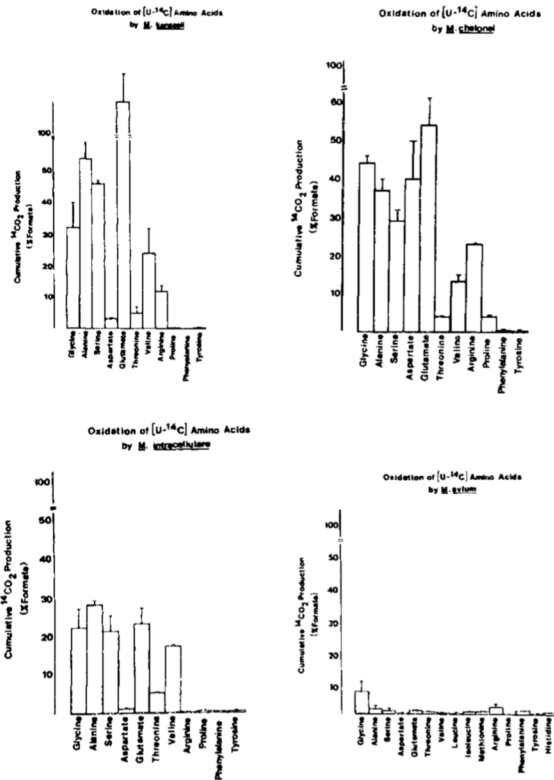 Oxidation of [U-¹⁴C] Amino Acids
by M. kansasii
Cumulative ¹⁴CO₂ Production
(%Formate)
100
50
40
30
20
10
Glycine
Alanine
Serine
Aspartate
Glutamate
Threonine
Valine
Arginine
Proline
Phenylalanine
Tyrosine
Oxidation of [U-¹⁴C] Amino Acids
by M. chelonei
Cumulative ¹⁴CO₂ Production
(%Formate)
100
60
50
40
30
20
10
Glycine
Alanine
Serine
Aspartate
Glutamate
Threonine
Valino
Arginine
Proline
Phenylalanine
Tyrosine
Oxidation of [U-¹⁴C] Amino Acids
by M. intracellulare
Cumulative ¹⁴CO₂ Production
(%Formate)
100
50
40
30
20
10
Glycine
Alanine
Serine
Aspartate
Glutamate
Threonine
Valine
Arginine
Proline
Phenylalanine
Tyrosine
Oxidation of [U-¹⁴C] Amino Acids
by M. avium
Cumulative ¹⁴CO₂ Production
(%Formate)
100
50
40
30
20
10
Glycine
Alanine
Serine
Aspartate
Glutamate
Threonine
Valine
Leucine
Isoleucine
Methionine
Arginine
Proline
Phenylalanine
Tyrosine
Histidine